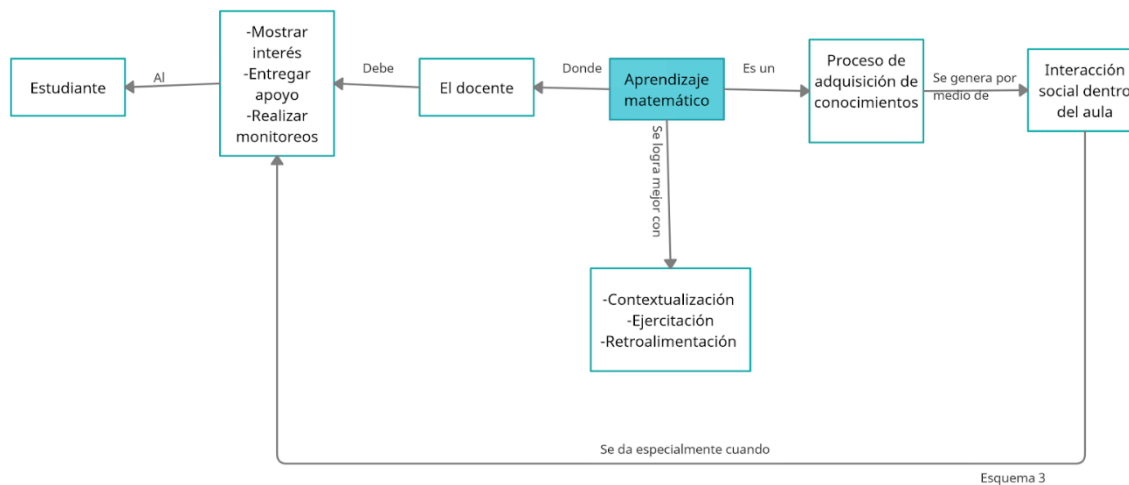 Estudiante
Al
-Mostrar
interés
-Entregar
apoyo
-Realizar
monitoreos
Debe
El docente
Donde
Aprendizaje
matemático
Es un
Proceso de
adquisición de
conocimientos
Se genera por
medio de
Interacción
social dentro
del aula
Se logra mejor con
-Contextualización
-Ejercitación
-Retroalimentación
Se da especialmente cuando
Esquema 3